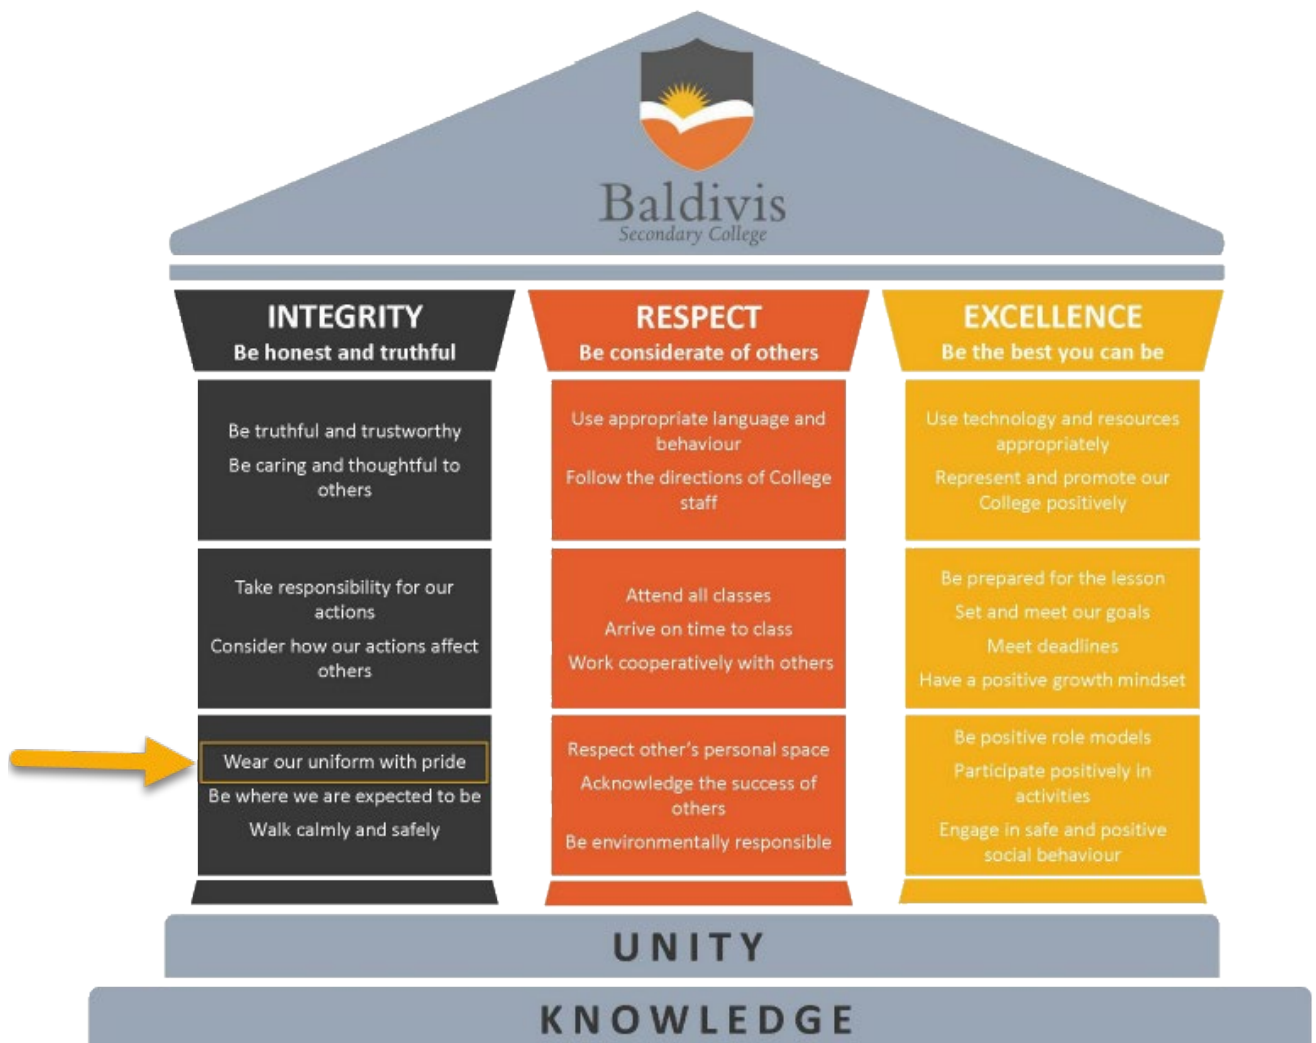 Baldivis
Secondary College
INTEGRITY
Be honest and truthful
Be truthful and trustworthy
Be caring and thoughtful to
others
Take responsibility for our
actions
Consider how our actions affect
others
Wear our uniform with pride
Be where we are expected to be
Walk calmly and safely
RESPECT
Be considerate of others
Use appropriate language and
behaviour
Follow the directions of College
staff
Attend all classes
Arrive on time to class
Work cooperatively with others
Respect other's personal space
Acknowledge the success of
others
Be environmentally responsible
EXCELLENCE
Be the best you can be
Use technology and resources
appropriately
Represent and promote our
College positively
Be prepared for the lesson
Set and meet our goals
Meet deadlines
Have a positive growth mindset
Be positive role models
Participate positively in
activities
Engage in safe and positive
social behaviour
UNITY
KNOWLEDGE